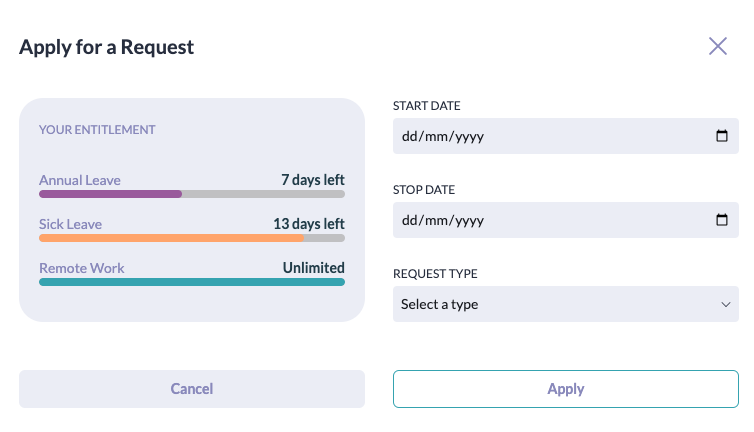 Apply for a Request
YOUR ENTITLEMENT
Annual Leave 7 days left
Sick Leave 13 days left
Remote Work Unlimited
START DATE
dd/mm/yyyy
STOP DATE
dd/mm/yyyy
REQUEST TYPE
Select a type
Cancel
Apply